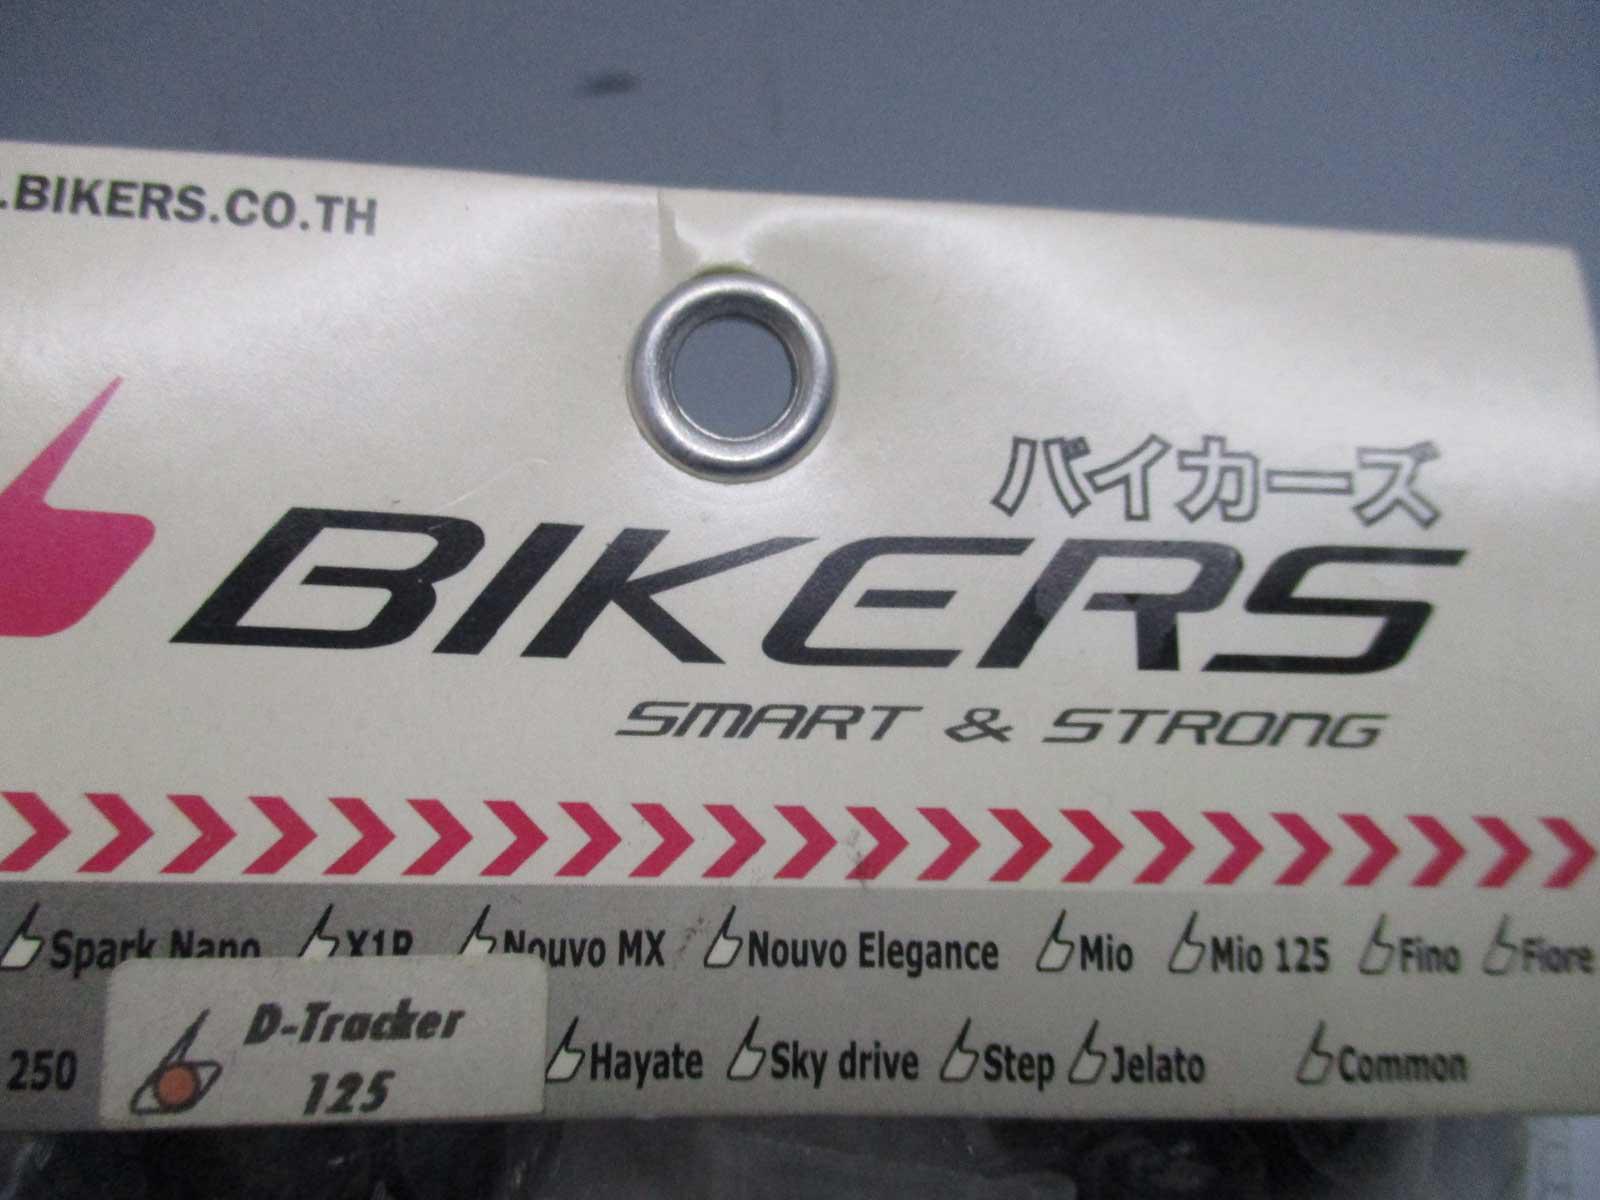 .BIKERS.CO.TH
バイカーズ
BIKERS
SMART & STRONG
Spark Nano X1R Nouvo MX Nouvo Elegance Mio Mio 125 Fino Fiore
250 D-Tracker 125 Hayate Sky drive Step Jelato Common